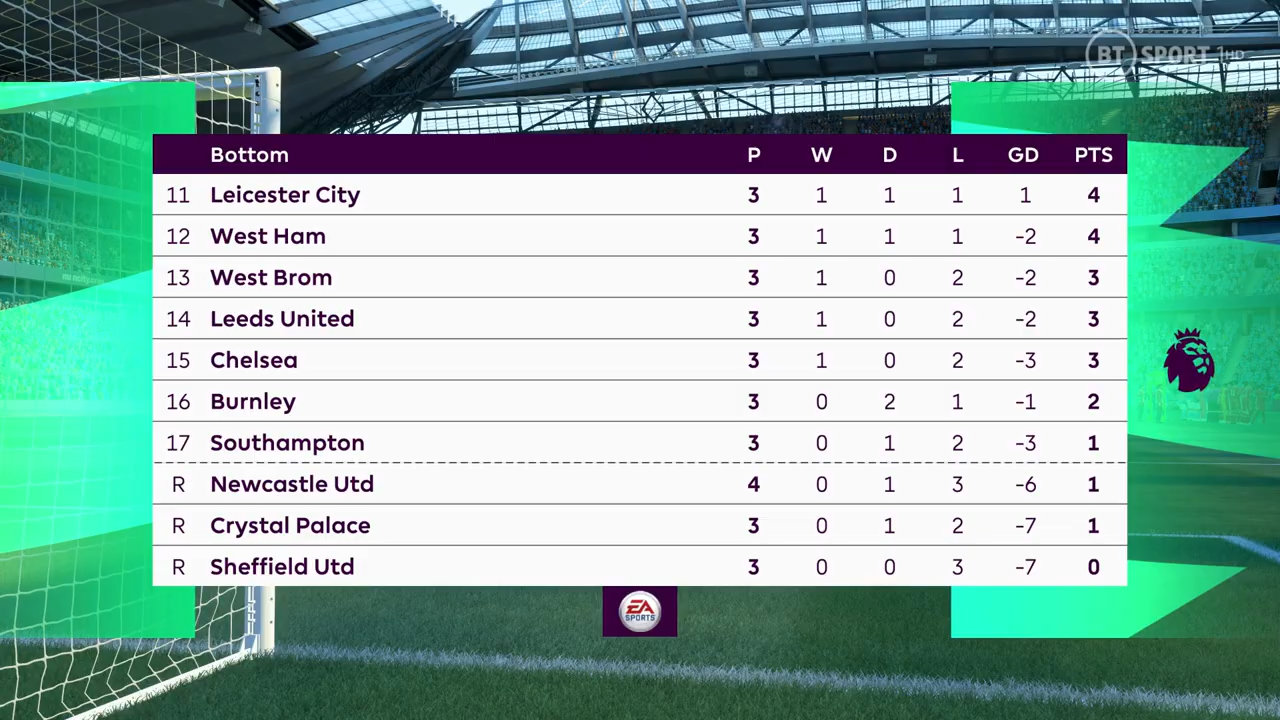 BT SPORT 1HD
Bottom P W D L GD PTS
11 Leicester City 3 1 1 1 1 4
12 West Ham 3 1 1 1 -2 4
13 West Brom 3 1 0 2 -2 3
14 Leeds United 3 1 0 2 -2 3
15 Chelsea 3 1 0 2 -3 3
16 Burnley 3 0 2 1 -1 2
17 Southampton 3 0 1 2 -3 1
R Newcastle Utd 4 0 1 3 -6 1
R Crystal Palace 3 0 1 2 -7 1
R Sheffield Utd 3 0 0 3 -7 0
EA
SPORTS